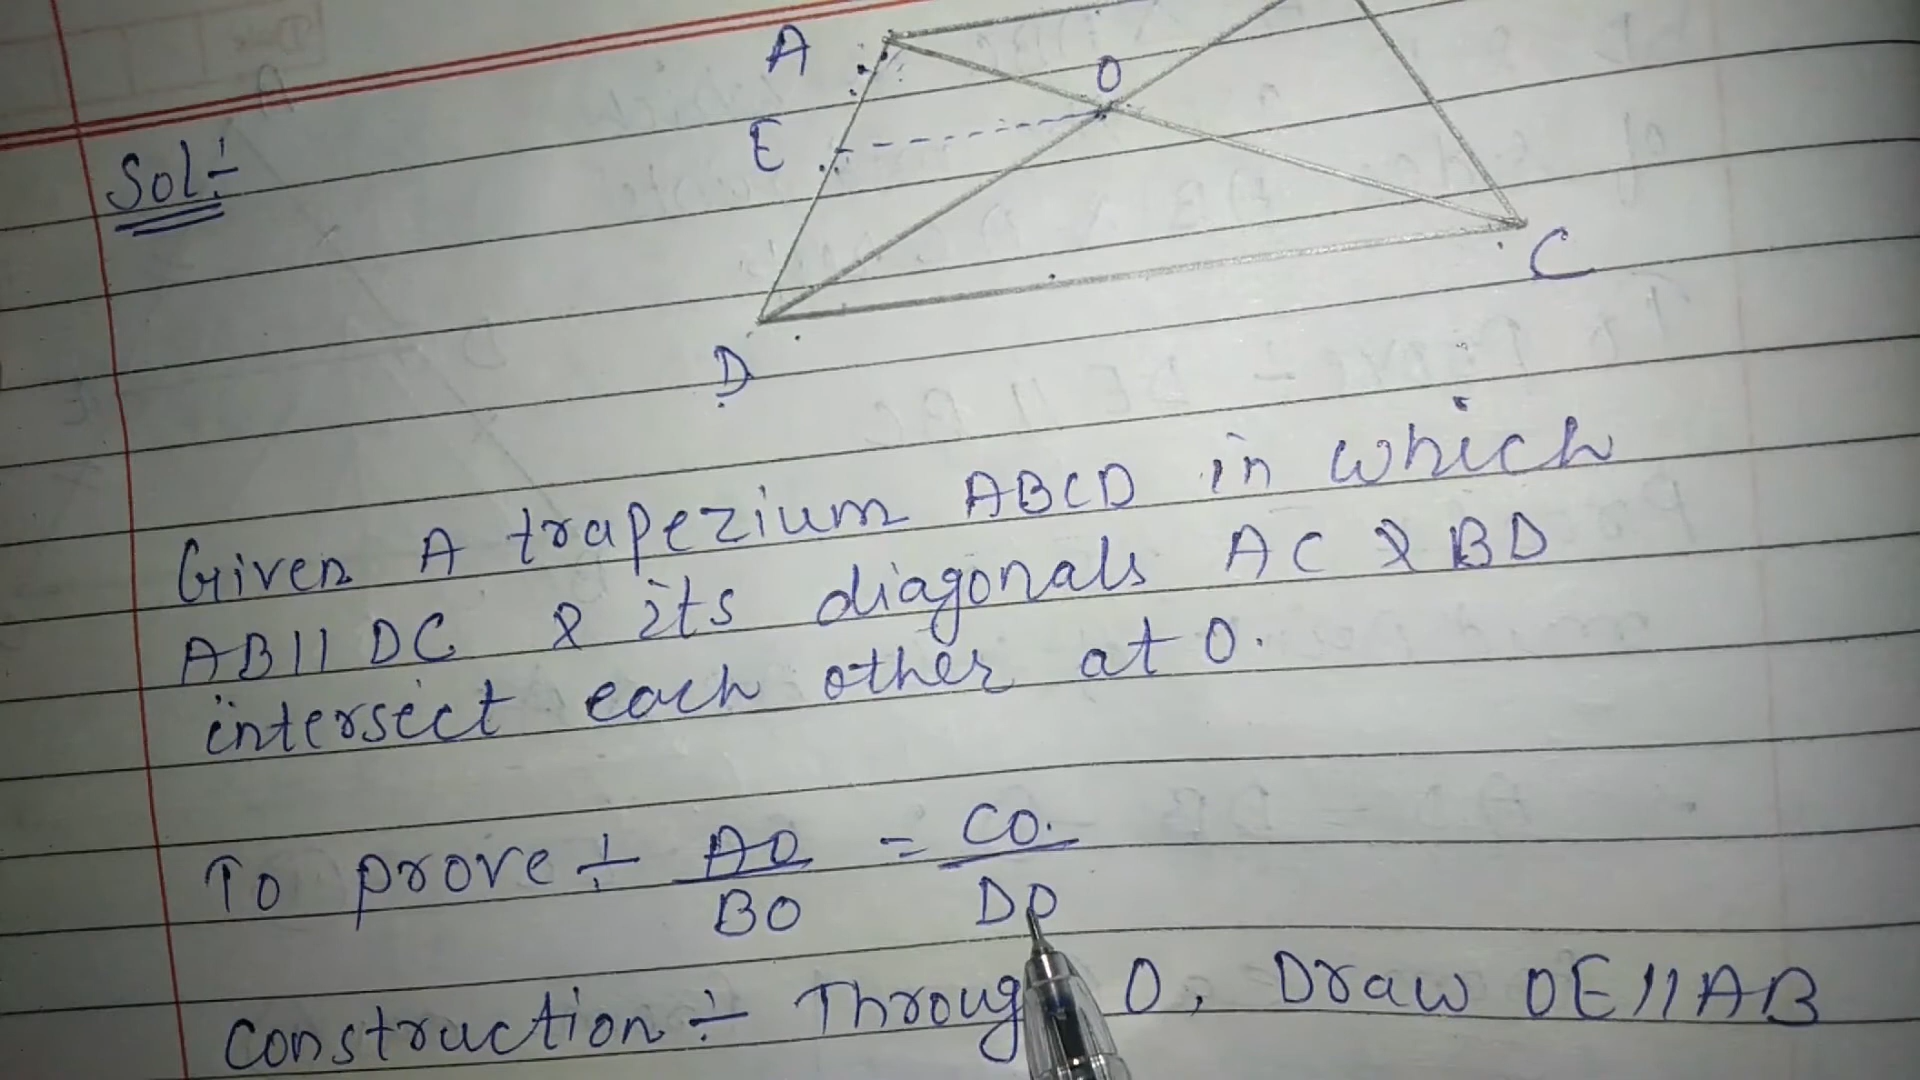 A
O
E
Sol:-
C
D
Given A trapezium ABCD in which
AB || DC & its diagonals AC & BD
intersect each other at O.
To prove ÷ AO/BO = CO/DO
Construction ÷ Throug O, Draw OE || AB